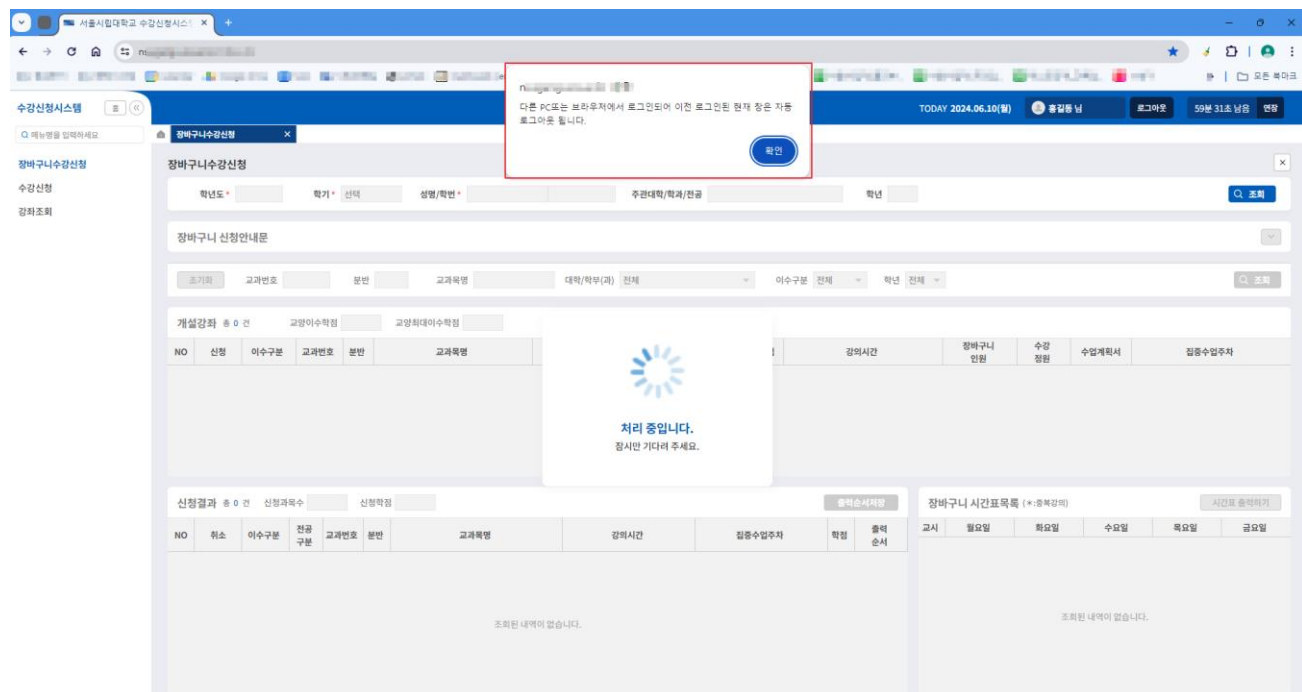 서울시립대학교 수강신청시스
모든 북마크
다른 PC또는 브라우저에서 로그인되어 이전 로그인된 현재 창은 자동
로그아웃 됩니다.
확인
수강신청시스템
TODAY 2024.06.10(월) 홍길동 님 로그아웃 59분 31초 남음 연장
메뉴명을 입력하세요
장바구니수강신청
장바구니수강신청
수강신청
강좌조회
장바구니수강신청
학년도* 학기* 선택 성명/학번* 주관대학/학과/전공 학년 조회
장바구니 신청안내문
초기화 교과번호 분반 교과목명 대학/학부(과) 전체 이수구분 전체 학년 전체 조회
개설강좌 총 0 건 교양이수학점 교양최대이수학점
NO 신청 이수구분 교과번호 분반 교과목명 강의시간 장바구니 인원 수강 정원 수업계획서 집중수업주차
처리 중입니다.
잠시만 기다려 주세요.
신청결과 총 0 건 신청과목수 신청학점 출력순서저장
NO 취소 이수구분 전공 구분 교과번호 분반 교과목명 강의시간 집중수업주차 학점 출력 순서
조회된 내역이 없습니다.
장바구니 시간표목록 (*:중복강의) 시간표 출력하기
교시 월요일 화요일 수요일 목요일 금요일
조회된 내역이 없습니다.